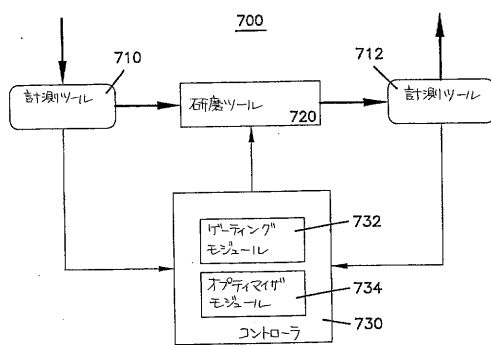 700
710
計測ツール
研磨ツール
720
712
計測ツール
ゲーティング
モジュール
732
オプティマイザ
モジュール
734
コントローラ
730